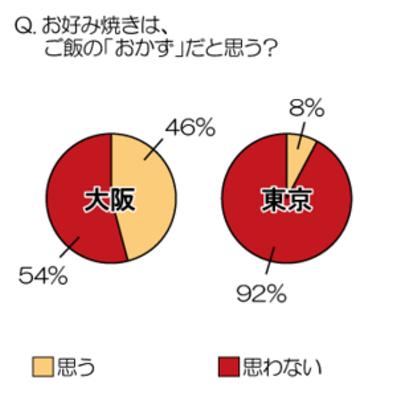 Q. お好み焼きは、
ご飯の「おかず」だと思う?
46%
8%
大阪
東京
54%
92%
思う
思わない